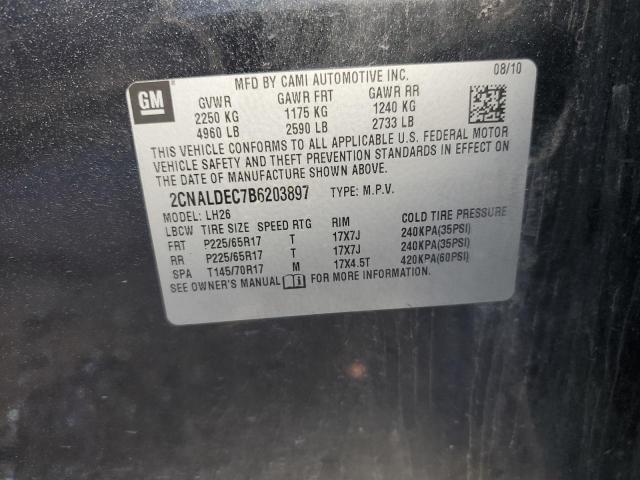 GM
MFD BY CAMI AUTOMOTIVE INC. 08/10
GVWR GAWR FRT GAWR RR
2250 KG 1175 KG 1240 KG
4960 LB 2590 LB 2733 LB
THIS VEHICLE CONFORMS TO ALL APPLICABLE U.S. FEDERAL MOTOR
VEHICLE SAFETY AND THEFT PREVENTION STANDARDS IN EFFECT ON
THE DATE OF MANUFACTURE SHOWN ABOVE.
2CNALDEC7B6203897 TYPE: M.P.V.
MODEL: LH26
LBCW TIRE SIZE SPEED RTG RIM COLD TIRE PRESSURE
FRT P225/65R17 T 17X7J 240KPA(35PSI)
RR P225/65R17 T 17X7J 240KPA(35PSI)
SPA T145/70R17 M 17X4.5T 420KPA(60PSI)
SEE OWNER'S MANUAL FOR MORE INFORMATION.